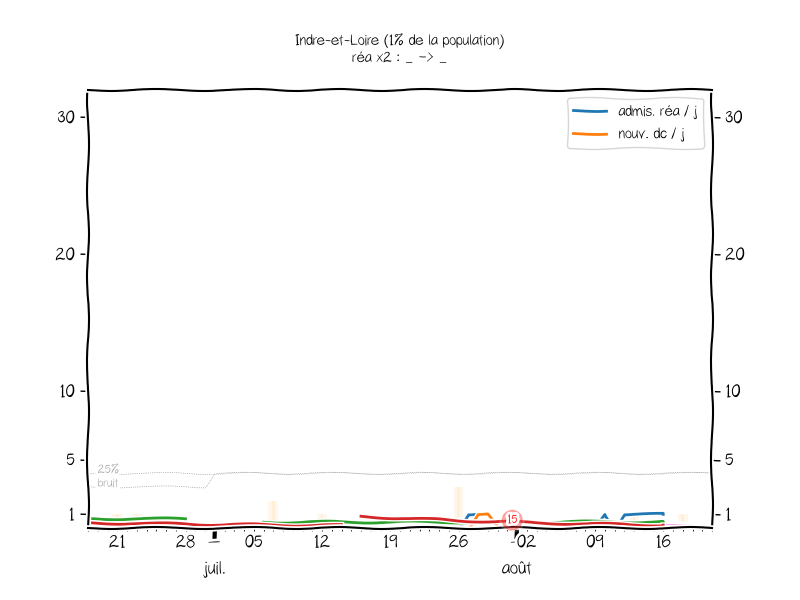 Indre-et-Loire (1% de la population)
réa x2 : _ -> _
admis. réa / j
nouv. dc / j
30 30
20 20
10 10
5 5
1 1
25%
bruit
15
21 28 05 12 19 26 02 09 16
juil. août